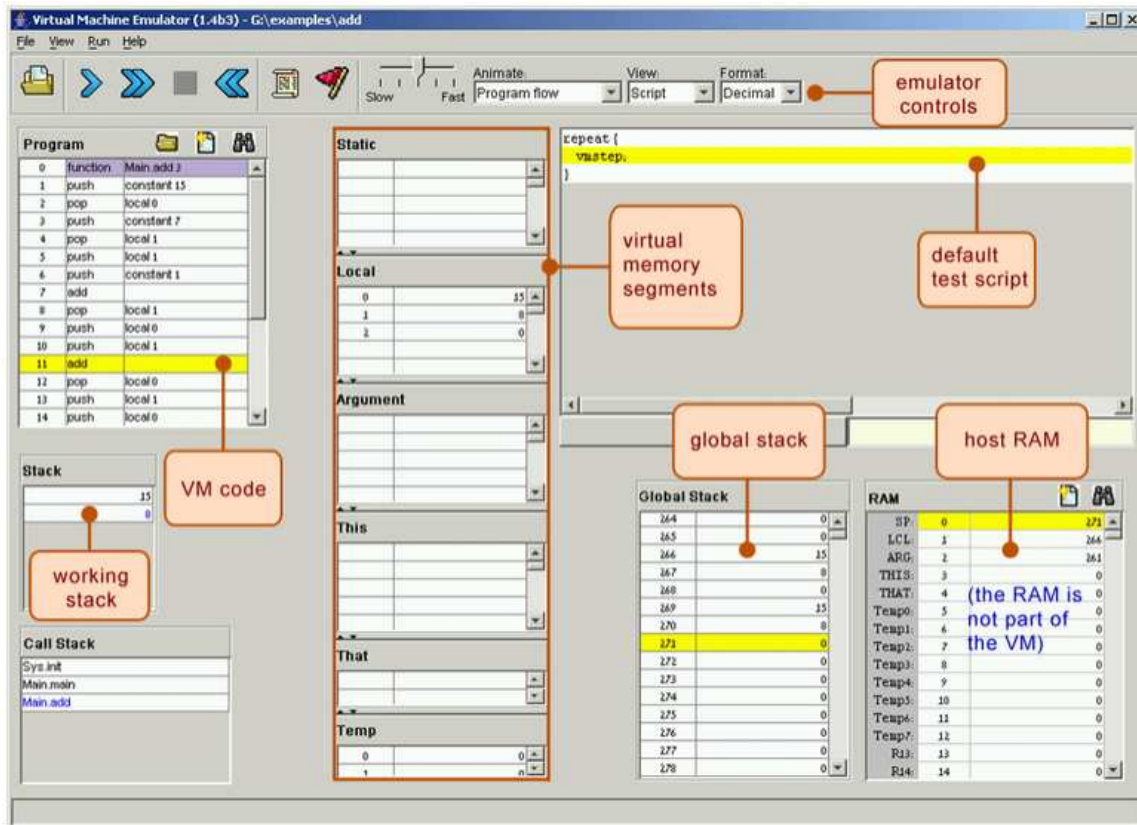 Virtual Machine Emulator (1.4b3) - G:\examples\add
File View Run Help
Slow Fast
Animate:
Program flow
View:
Script
Format:
Decimal
emulator
controls
Program
0 function Main.add 3
1 push constant 15
2 pop local 0
3 push constant 7
4 pop local 1
5 push local 1
6 push constant 1
7 add
8 pop local 1
9 push local 0
10 push local 1
11 add
12 pop local 0
13 push local 1
14 push local 0
VM code
Stack
15
8
working
stack
Call Stack
Sys.init
Main.main
Main.add
Static
Local
0 15
1 8
2 0
Argument
This
That
Temp
0 0
1 0
virtual
memory
segments
repeat {
vmstep;
}
default
test script
global stack
host RAM
Global Stack
264 0
265 0
266 15
267 8
268 0
269 15
270 8
271 0
272 0
273 0
274 0
275 0
276 0
277 0
278 0
RAM
SP: 0 271
LCL: 1 266
ARG: 2 261
THIS: 3 0
THAT: 4 0
Temp0: 5 0
Temp1: 6 0
Temp2: 7 0
Temp3: 8 0
Temp4: 9 0
Temp5: 10 0
Temp6: 11 0
Temp7: 12 0
R13: 13 0
R14: 14 0
(the RAM is
not part of
the VM)